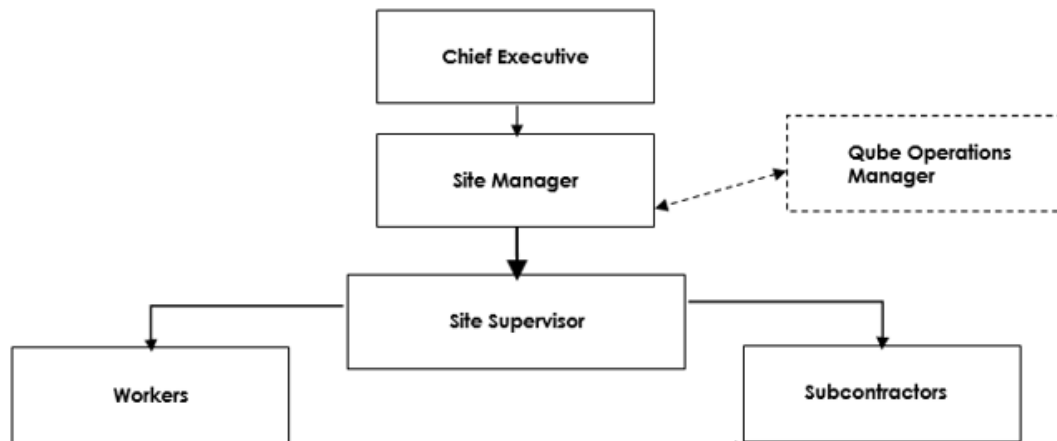 Chief Executive
Site Manager
Qube Operations
Manager
Site Supervisor
Workers
Subcontractors